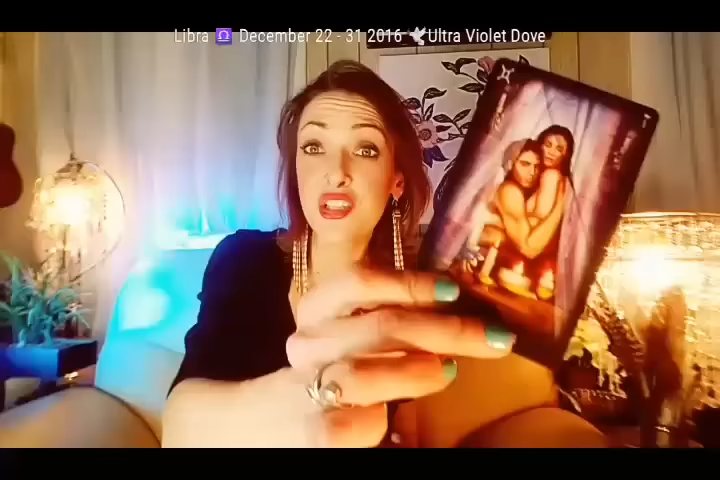 Libra ♎ December 22 - 31 2016 🕊Ultra Violet Dove